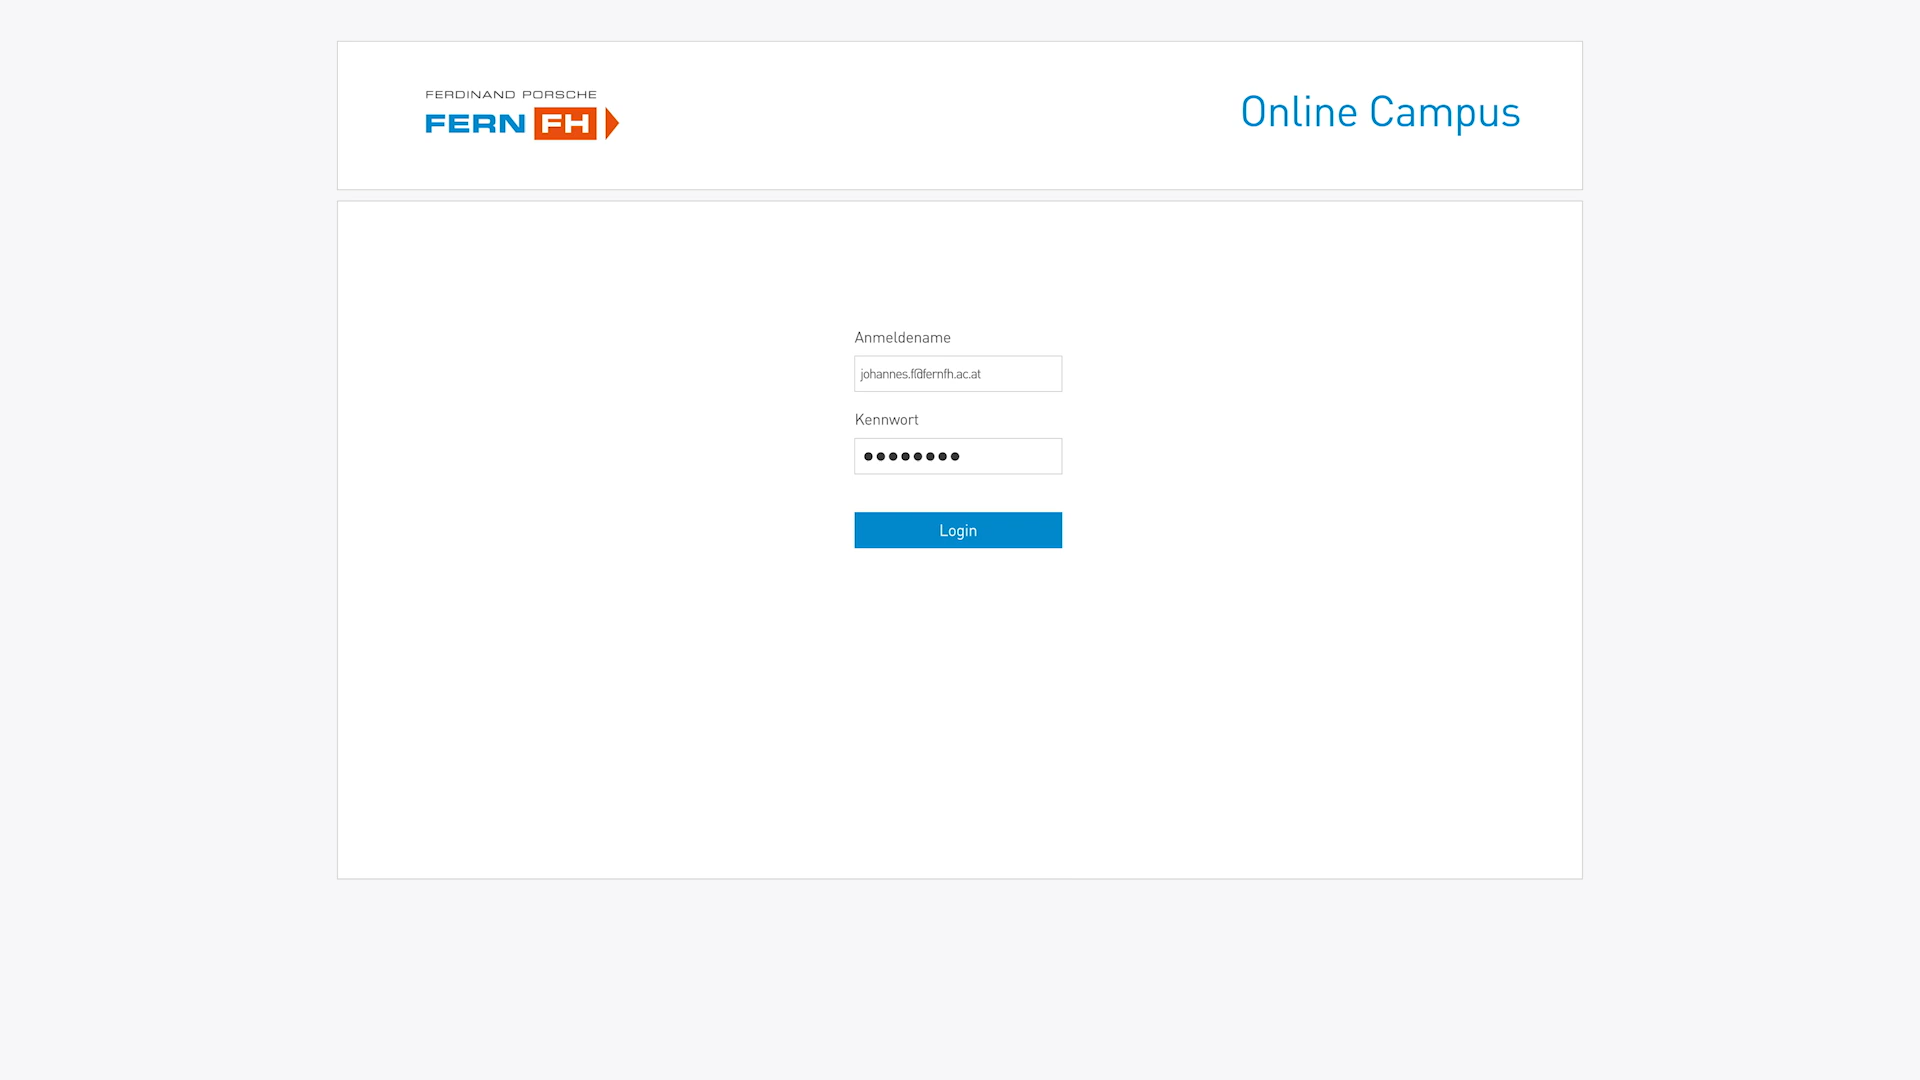 FERDINAND PORSCHE
FERN FH
Online Campus
Anmeldename
johannes.f@fernfh.ac.at
Kennwort
Login